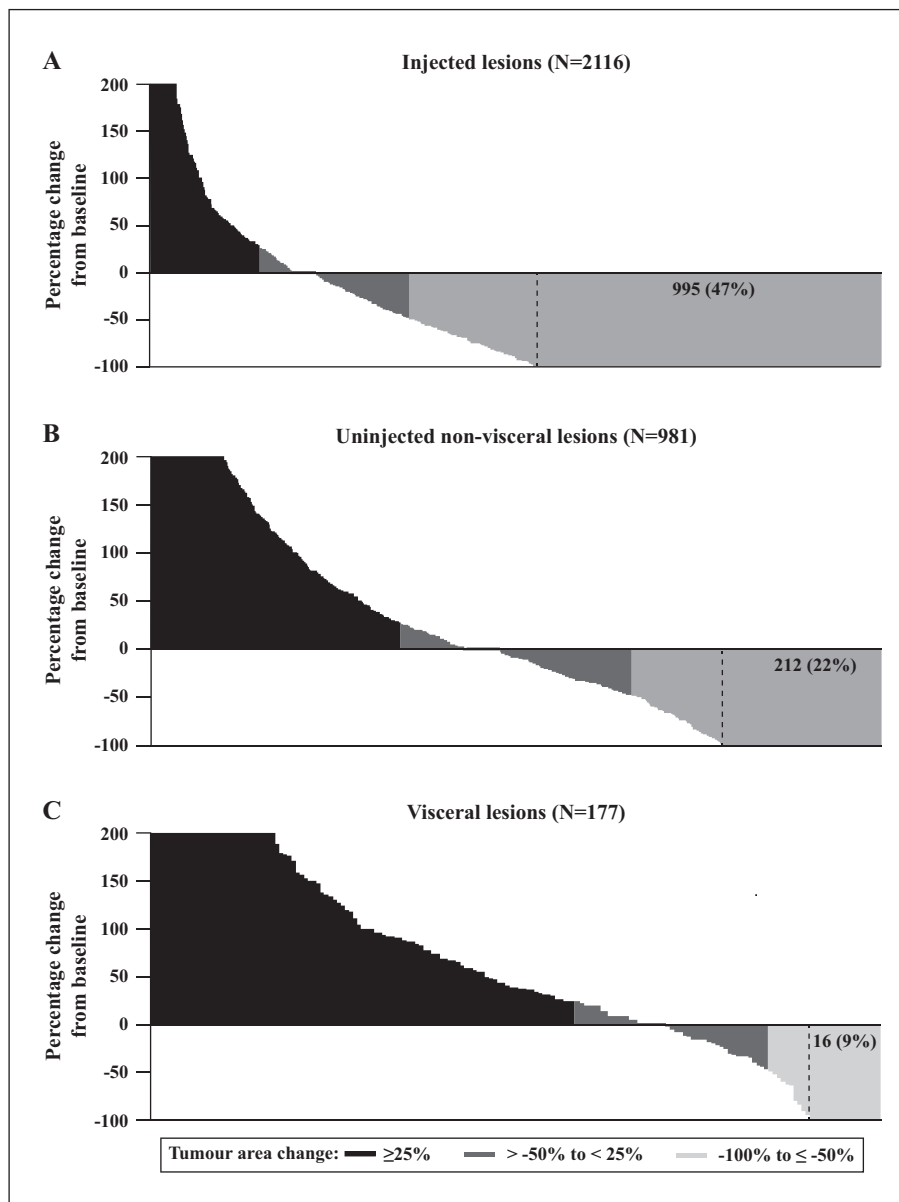 A
Injected lesions (N=2116)
Percentage change
from baseline
200
150
100
50
0
-50
-100
995 (47%)
B
Uninjected non-visceral lesions (N=981)
Percentage change
from baseline
200
150
100
50
0
-50
-100
212 (22%)
C
Visceral lesions (N=177)
Percentage change
from baseline
200
150
100
50
0
-50
-100
16 (9%)
Tumour area change: ≥25% > -50% to < 25% -100% to ≤ -50%